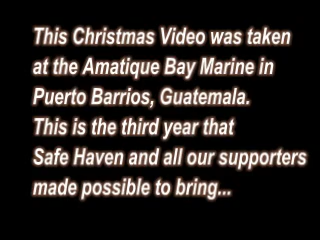 This Christmas Video was taken
at the Amatique Bay Marine in
Puerto Barrios, Guatemala.
This is the third year that
Safe Haven and all our supporters
made possible to bring...